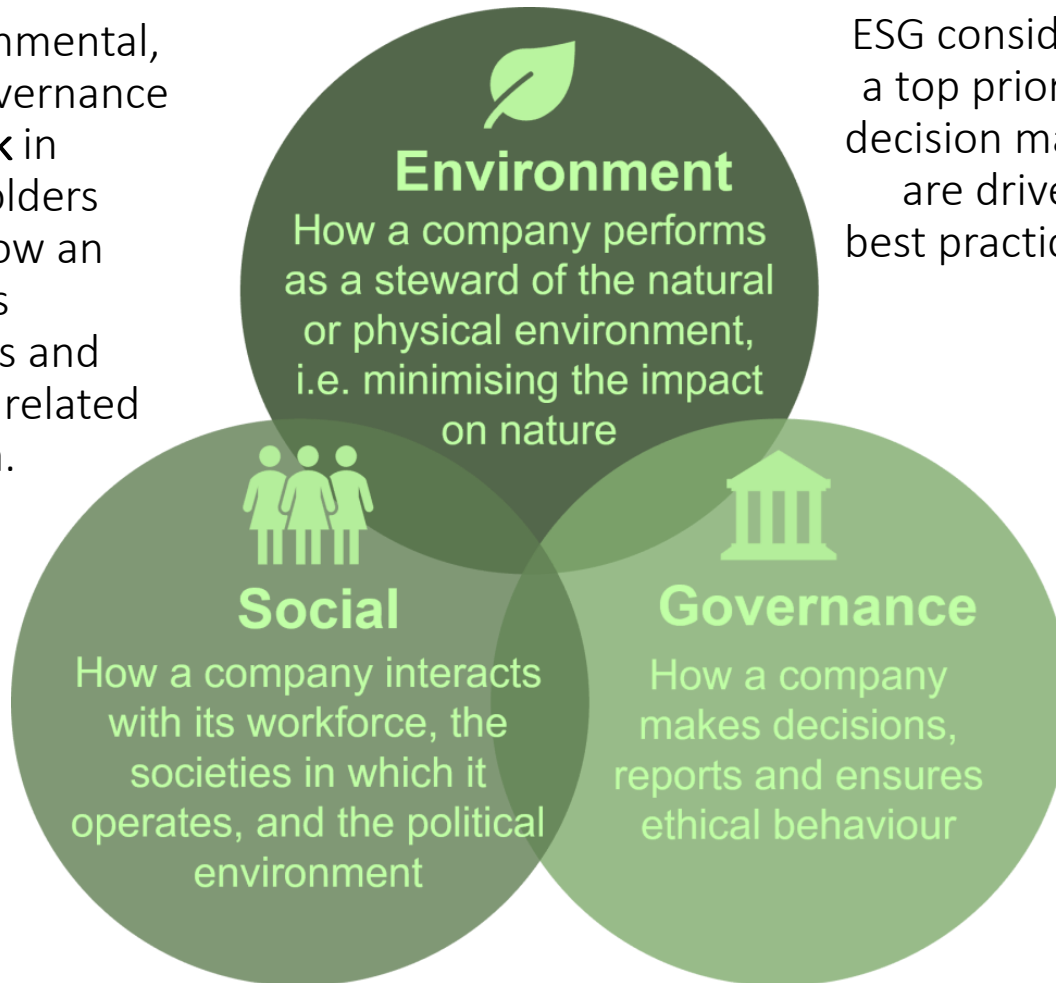 nmental,
vernance
k in
olders
ow an
s
s and
related
.
ESG consid
a top prior
decision ma
are drive
best practic
Environment
How a company performs
as a steward of the natural
or physical environment,
i.e. minimising the impact
on nature
Social
How a company interacts
with its workforce, the
societies in which it
operates, and the political
environment
Governance
How a company
makes decisions,
reports and ensures
ethical behaviour